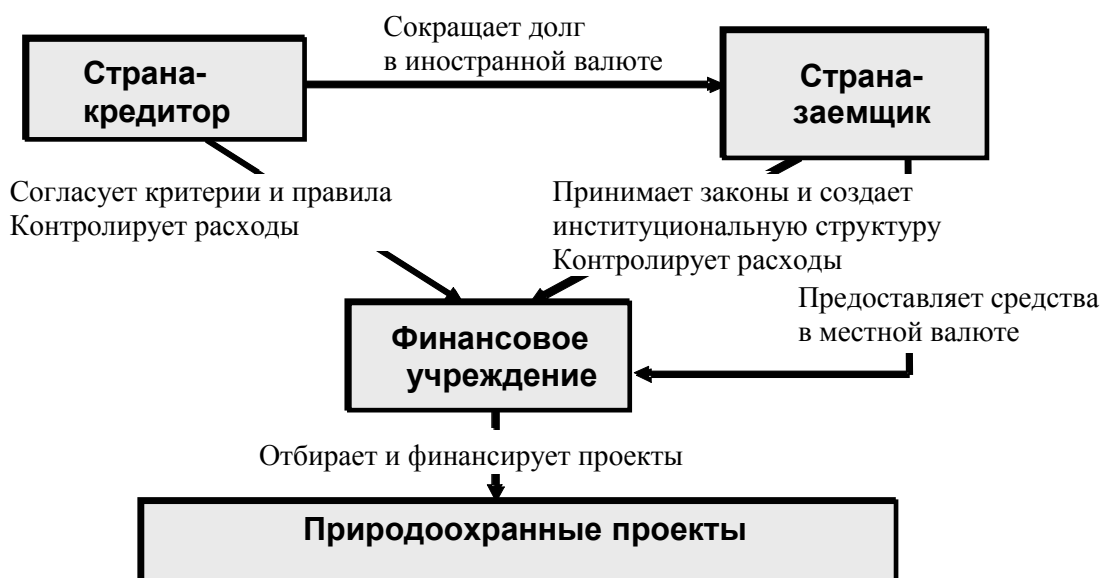 Сокращает долг
в иностранной валюте
Страна-
кредитор
Страна-
заемщик
Согласует критерии и правила
Контролирует расходы
Принимает законы и создает
институциональную структуру
Контролирует расходы
Предоставляет средства
в местной валюте
Финансовое
учреждение
Отбирает и финансирует проекты
Природоохранные проекты